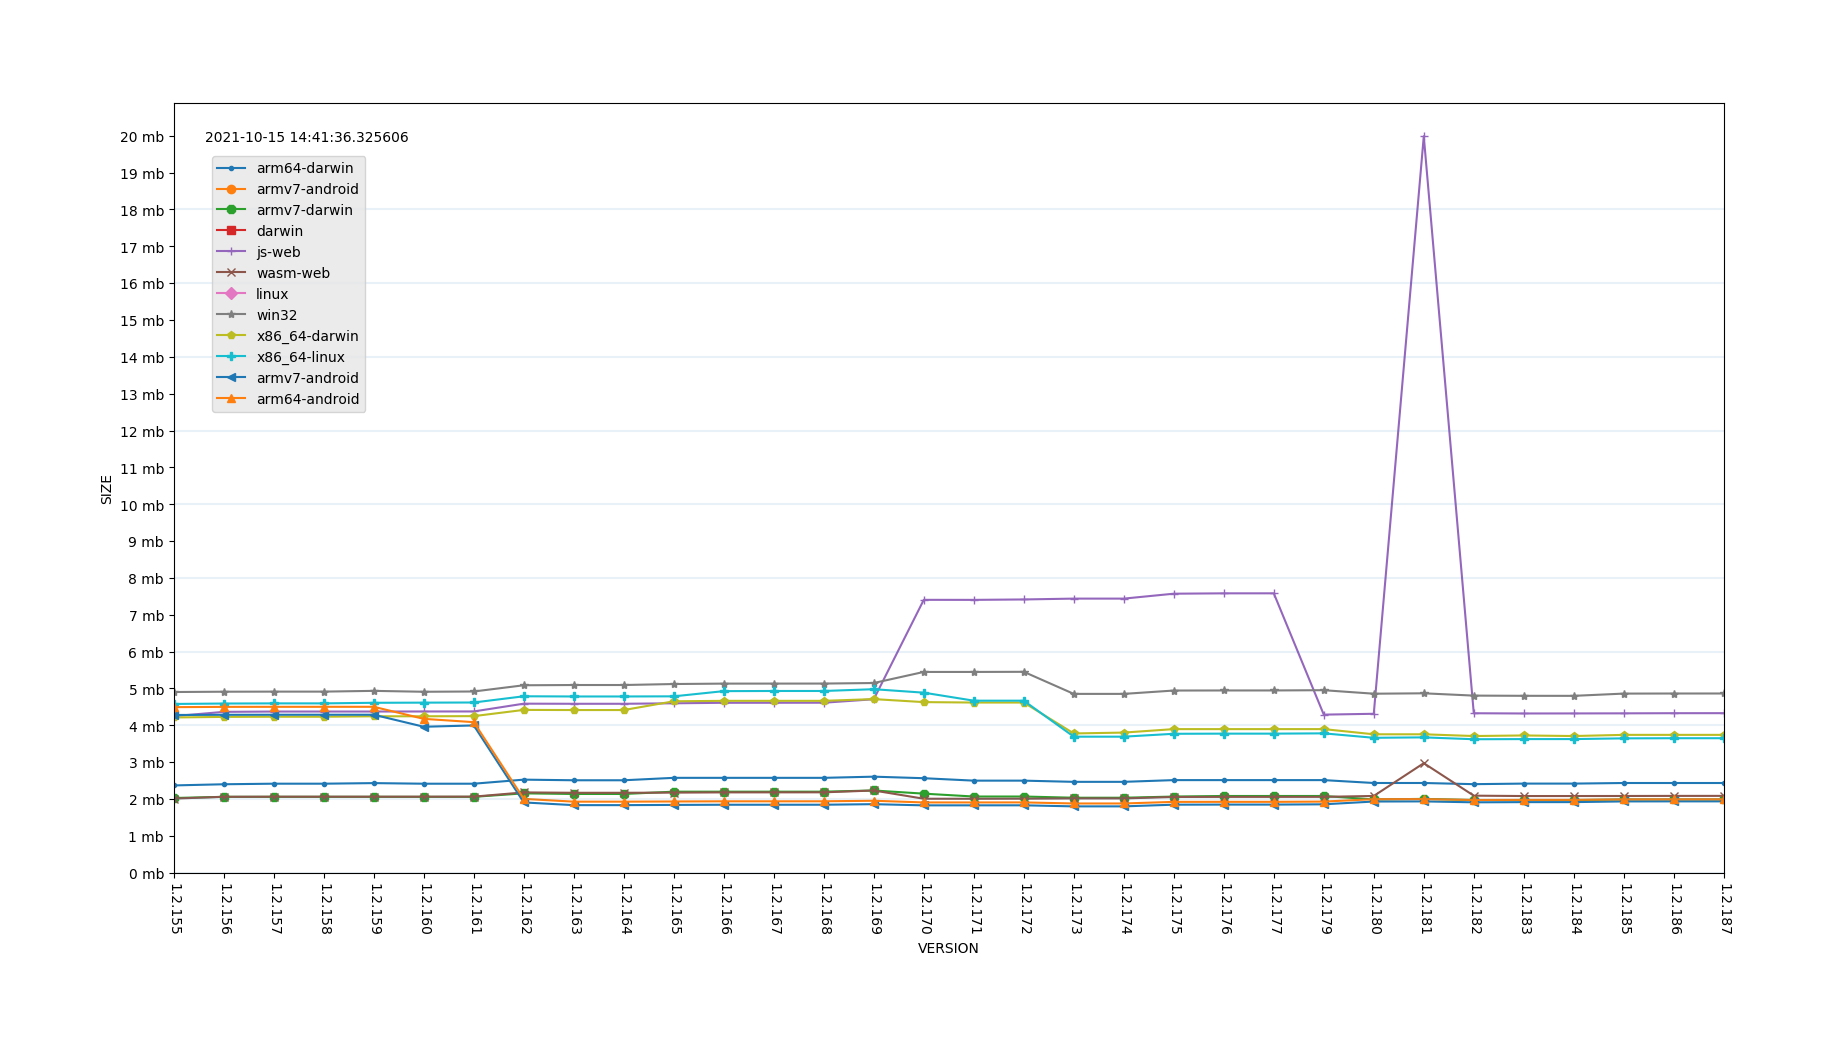 2021-10-15 14:41:36.325606
arm64-darwin
armv7-android
armv7-darwin
darwin
js-web
wasm-web
linux
win32
x86_64-darwin
x86_64-linux
armv7-android
arm64-android
20 mb
19 mb
18 mb
17 mb
16 mb
15 mb
14 mb
13 mb
12 mb
11 mb
10 mb
9 mb
8 mb
7 mb
6 mb
5 mb
4 mb
3 mb
2 mb
1 mb
0 mb
SIZE
1.2.155
1.2.156
1.2.157
1.2.158
1.2.159
1.2.160
1.2.161
1.2.162
1.2.163
1.2.164
1.2.165
1.2.166
1.2.167
1.2.168
1.2.169
1.2.170
1.2.171
1.2.172
1.2.173
1.2.174
1.2.175
1.2.176
1.2.177
1.2.179
1.2.180
1.2.181
1.2.182
1.2.183
1.2.184
1.2.185
1.2.186
1.2.187
VERSION